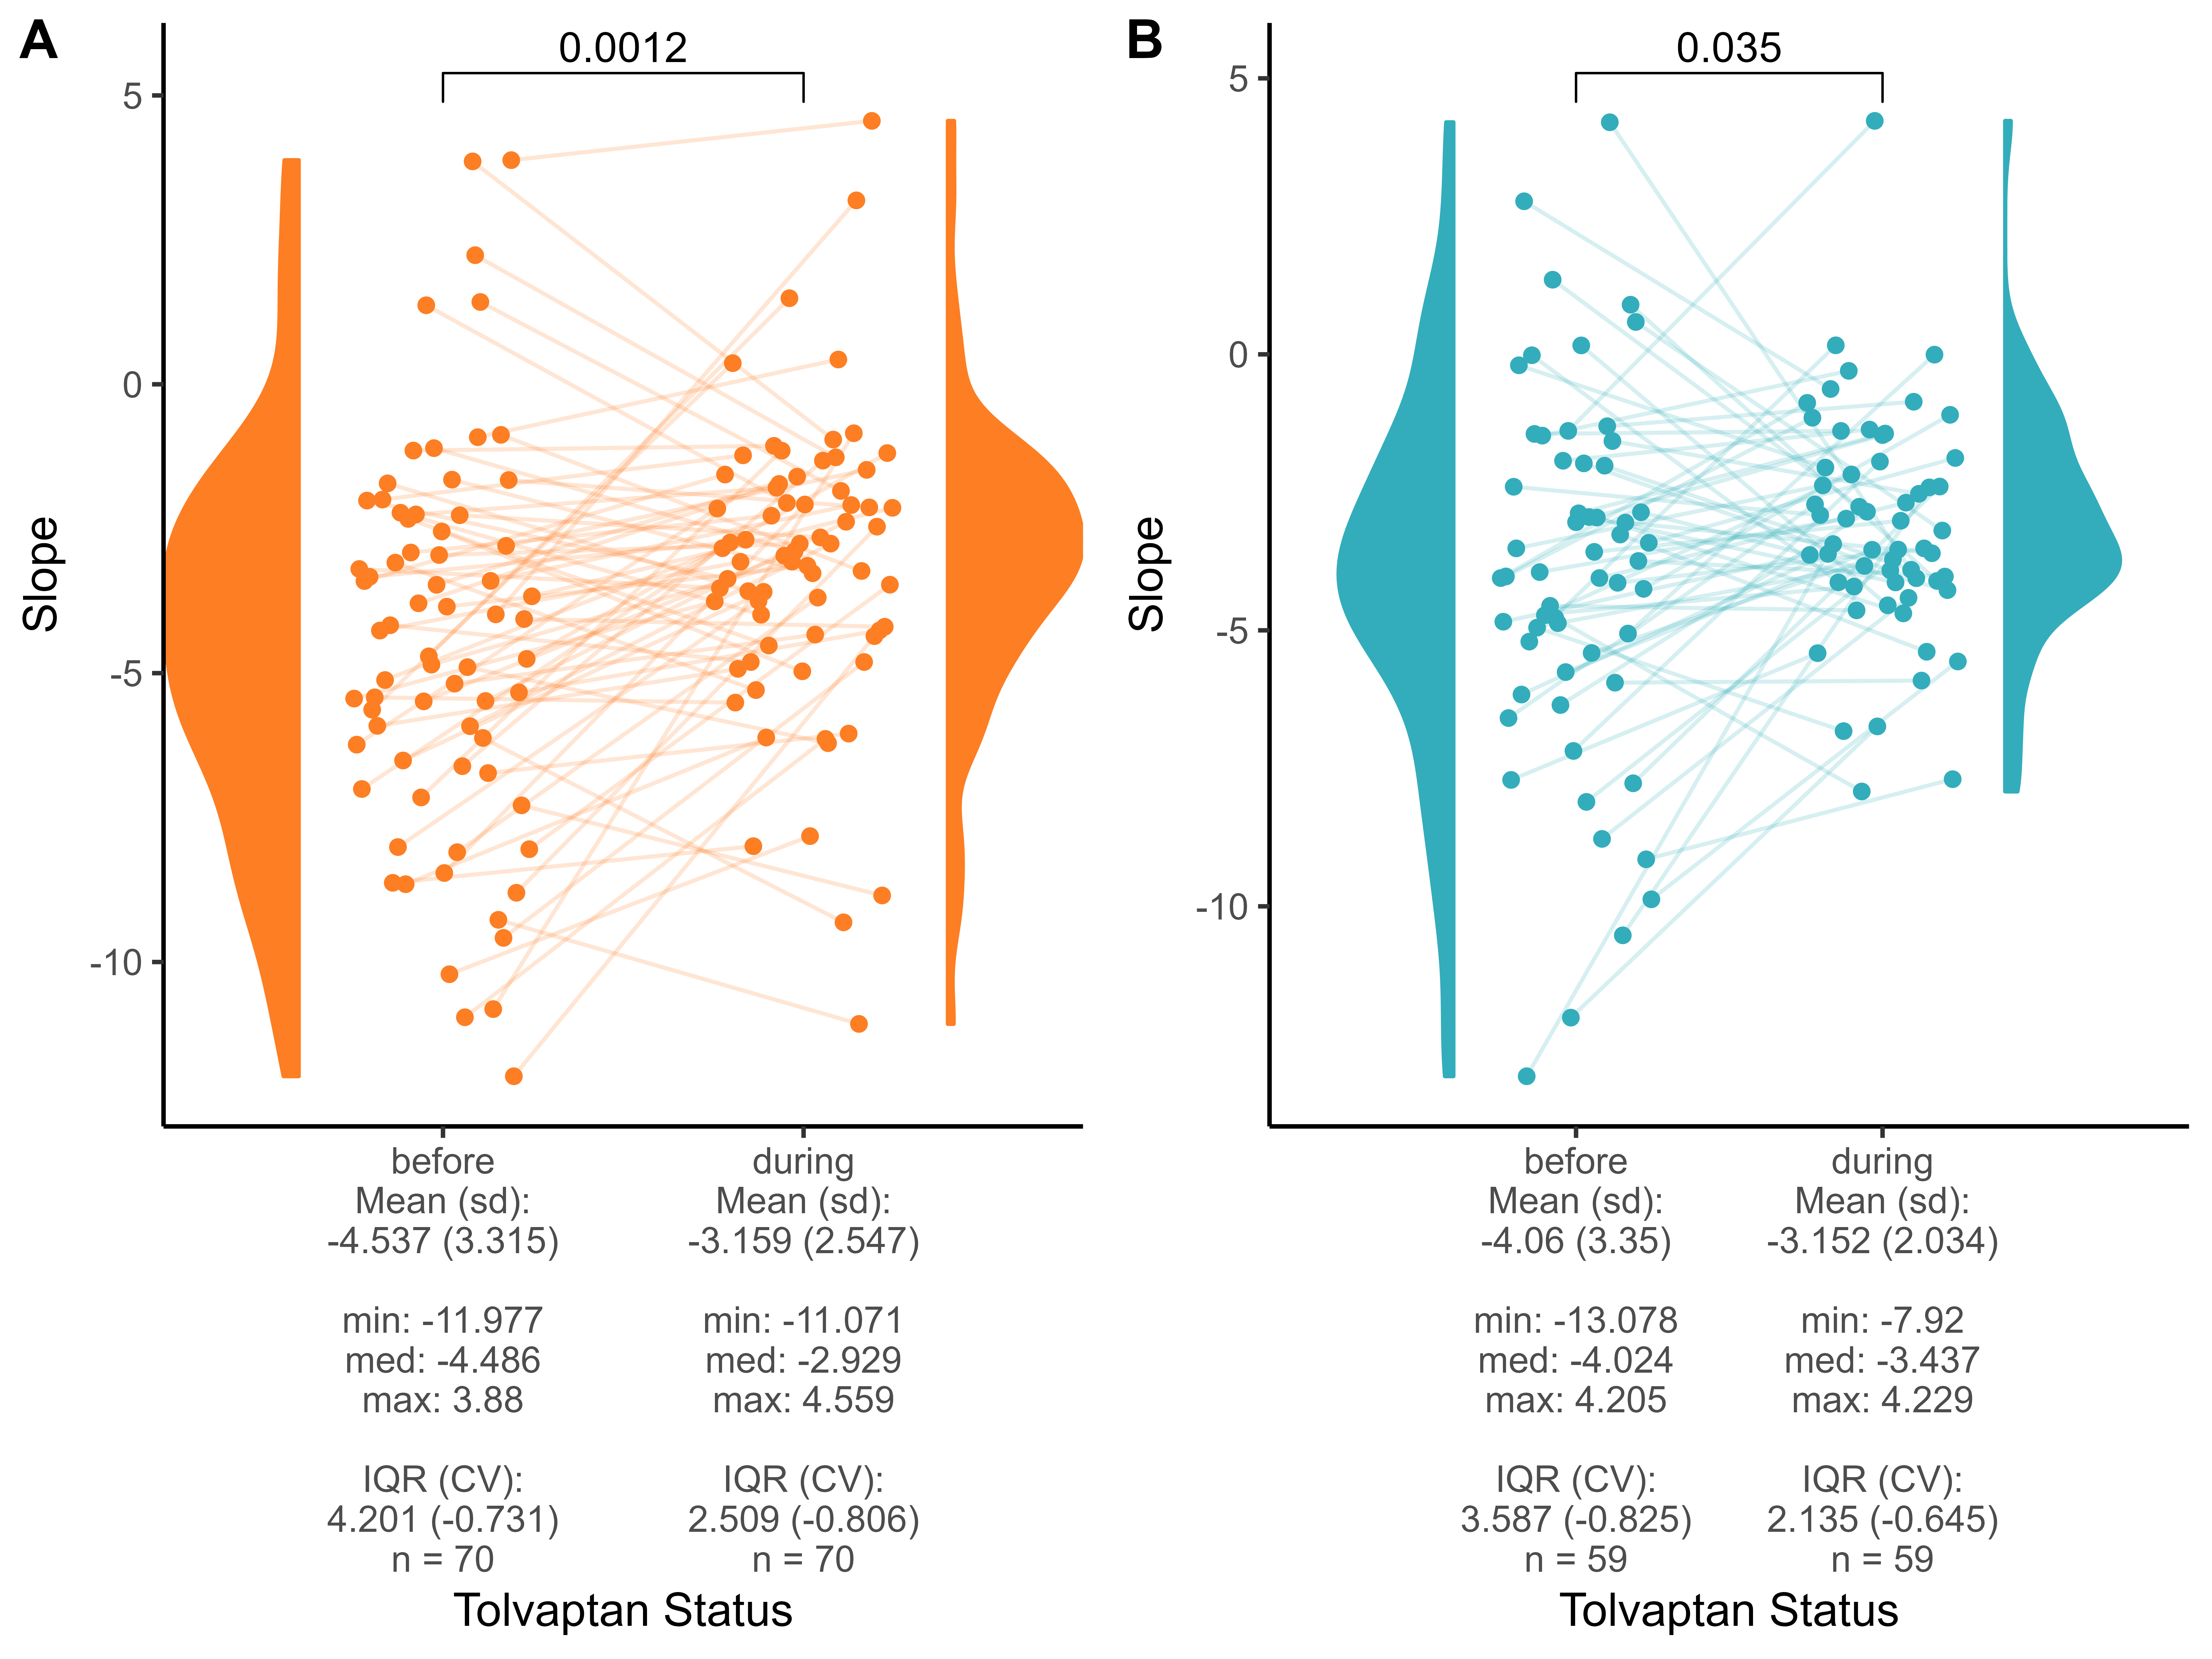 A
0.0012
5
0
-5
-10
Slope
before
Mean (sd):
-4.537 (3.315)
min: -11.977
med: -4.486
max: 3.88
IQR (CV):
4.201 (-0.731)
n = 70
during
Mean (sd):
-3.159 (2.547)
min: -11.071
med: -2.929
max: 4.559
IQR (CV):
2.509 (-0.806)
n = 70
Tolvaptan Status
B
0.035
5
0
-5
-10
Slope
before
Mean (sd):
-4.06 (3.35)
min: -13.078
med: -4.024
max: 4.205
IQR (CV):
3.587 (-0.825)
n = 59
during
Mean (sd):
-3.152 (2.034)
min: -7.92
med: -3.437
max: 4.229
IQR (CV):
2.135 (-0.645)
n = 59
Tolvaptan Status